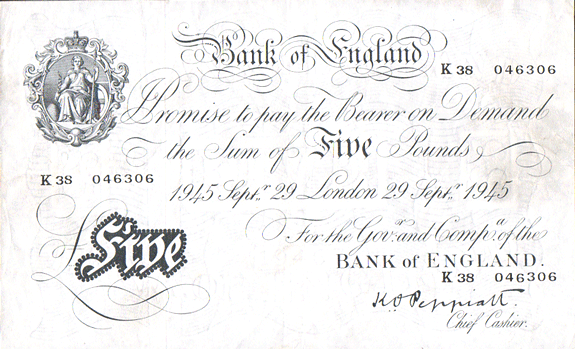 Bank of England
K 38 046306
I Promise to pay the Bearer on Demand
the Sum of Five Pounds
K 38 046306
1945 Septr. 29 London 29 Septr. 1945
For the Govr. and Compa. of the
BANK of ENGLAND.
K 38 046306
£ Five
K O Peppiatt.
Chief Cashier.